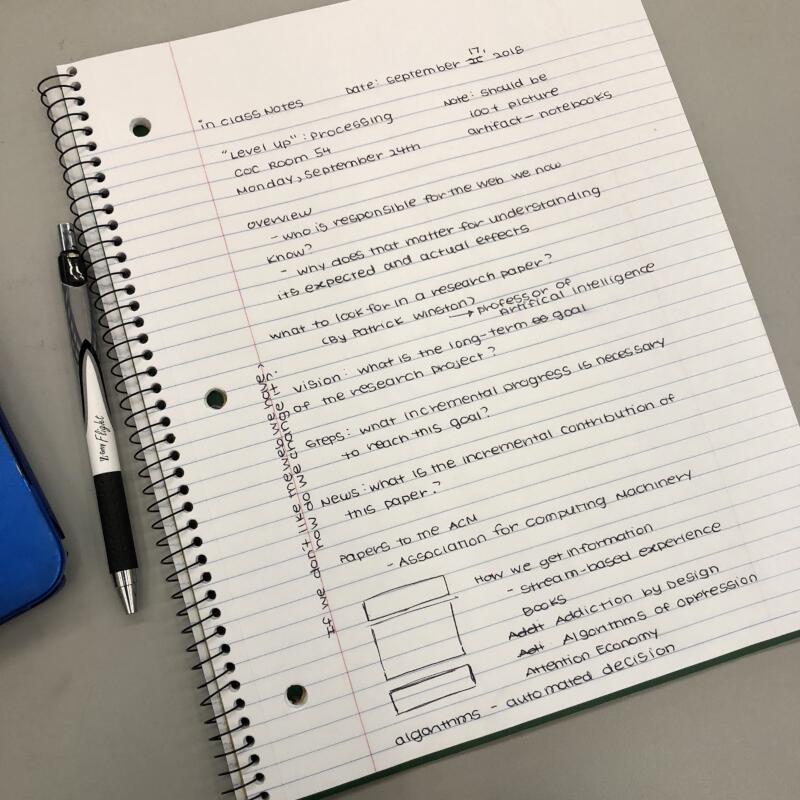 in class Notes
Date: September 17, 2018
"Level up": Processing
COC Room 54
Monday, September 24th
Note: Should be
100+ picture
artifact - notebooks
overview
- who is responsible for the web we now
know?
- why does that matter for understanding
its expected and actual effects
what to look for in a research paper?
(By Patrick Winston) → professor of
Artifical intelligence
vision: what is the long-term goal
of the research project?
Steps: what incremental progress is necessary
to reach this goal?
News: what is the incremental contribution of
this paper?
Papers to the ACM
- Association for Computing Machinery
How we get information
- Stream-based experience
Books
Addt Addiction by Design
Adt Algorithms of oppression
Attention Economy
algorithms - automated decision
If we don't like the web we have,
how do we change it?
Zeb Flight